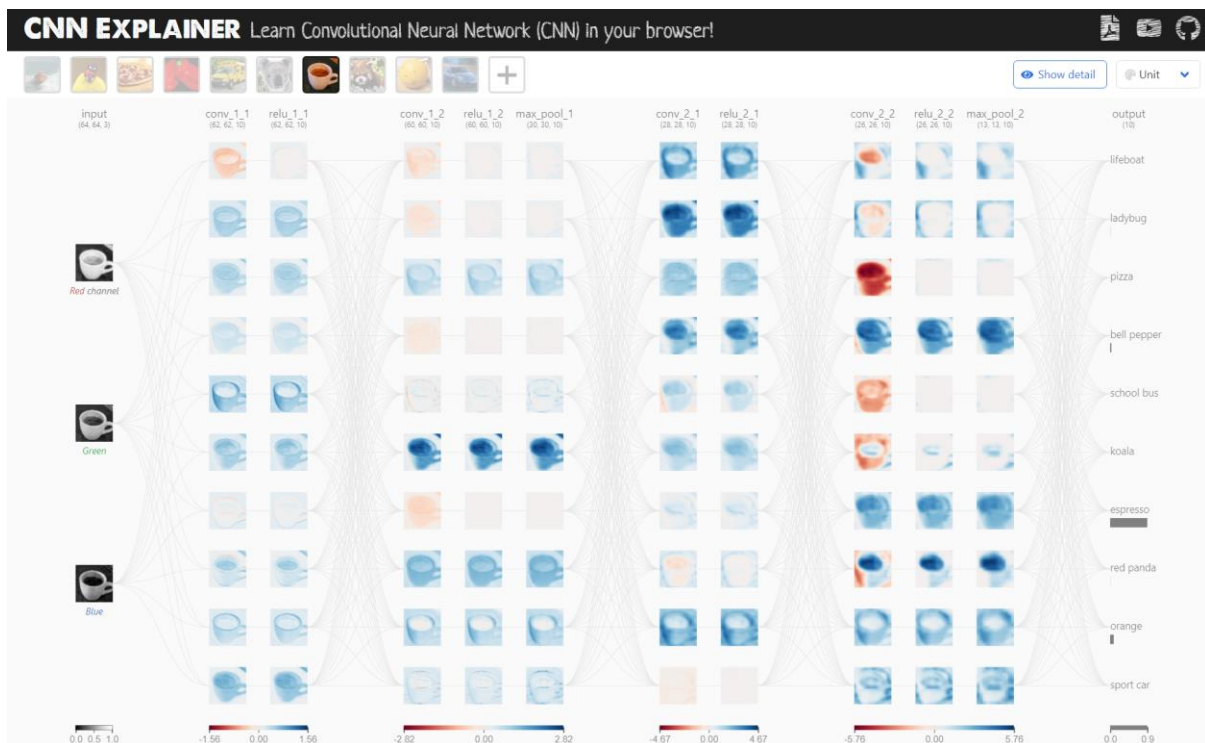 CNN EXPLAINER Learn Convolutional Neural Network (CNN) in your browser!
Show detail
Unit
input conv_1_1 relu_1_1 conv_1_2 relu_1_2 max_pool_1 conv_2_1 relu_2_1 conv_2_2 relu_2_2 max_pool_2 output
(64, 64, 3) (62, 62, 10) (62, 62, 10) (60, 60, 10) (60, 60, 10) (30, 30, 10) (28, 28, 10) (28, 28, 10) (26, 26, 10) (26, 26, 10) (13, 13, 10) (10)
lifeboat
ladybug
Red channel
pizza
bell pepper
school bus
Green
koala
espresso
red panda
Blue
orange
sport car
0.0 0.5 1.0 -1.56 0.00 1.56 -2.82 0.00 2.82 -4.67 0.00 4.67 -5.76 0.00 5.76 0.0 0.9